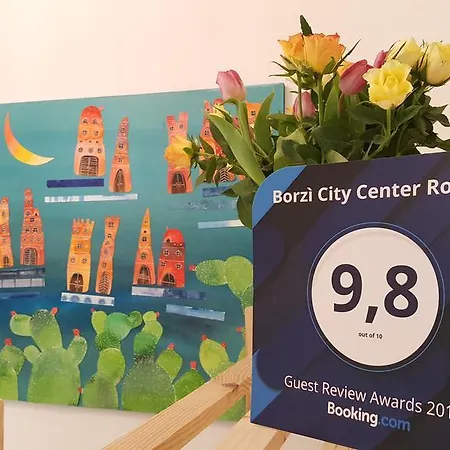 Borzì City Center Ro
9,8
out of 10
Guest Review Awards 201
Booking.com